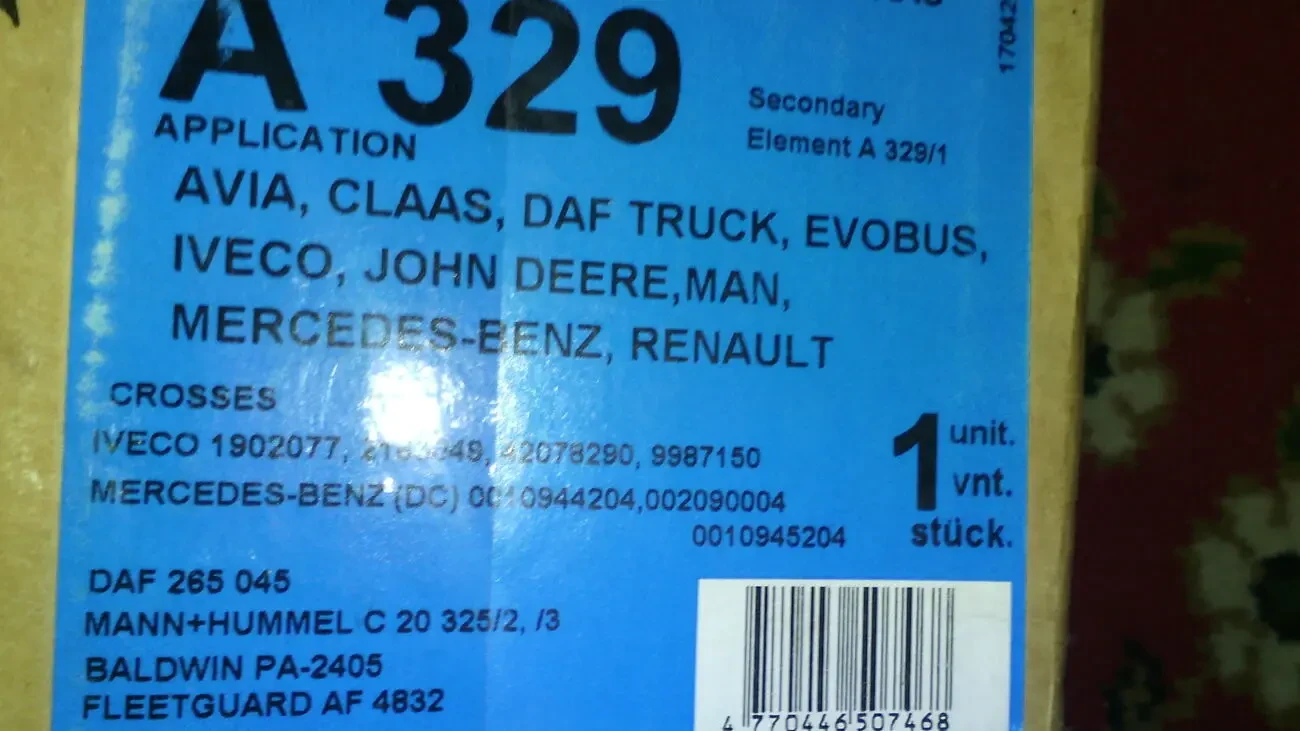 A 329
17042
Secondary
Element A 329/1
APPLICATION
AVIA, CLAAS, DAF TRUCK, EVOBUS,
IVECO, JOHN DEERE,MAN,
MERCEDES-BENZ, RENAULT
CROSSES
IVECO 1902077, 42078290, 9987150
MERCEDES-BENZ (DC) 0010944204,002090004
0010945204
1 unit.
vnt.
stück.
DAF 265 045
MANN+HUMMEL C 20 325/2, /3
BALDWIN PA-2405
FLEETGUARD AF 4832
4 770446 507468